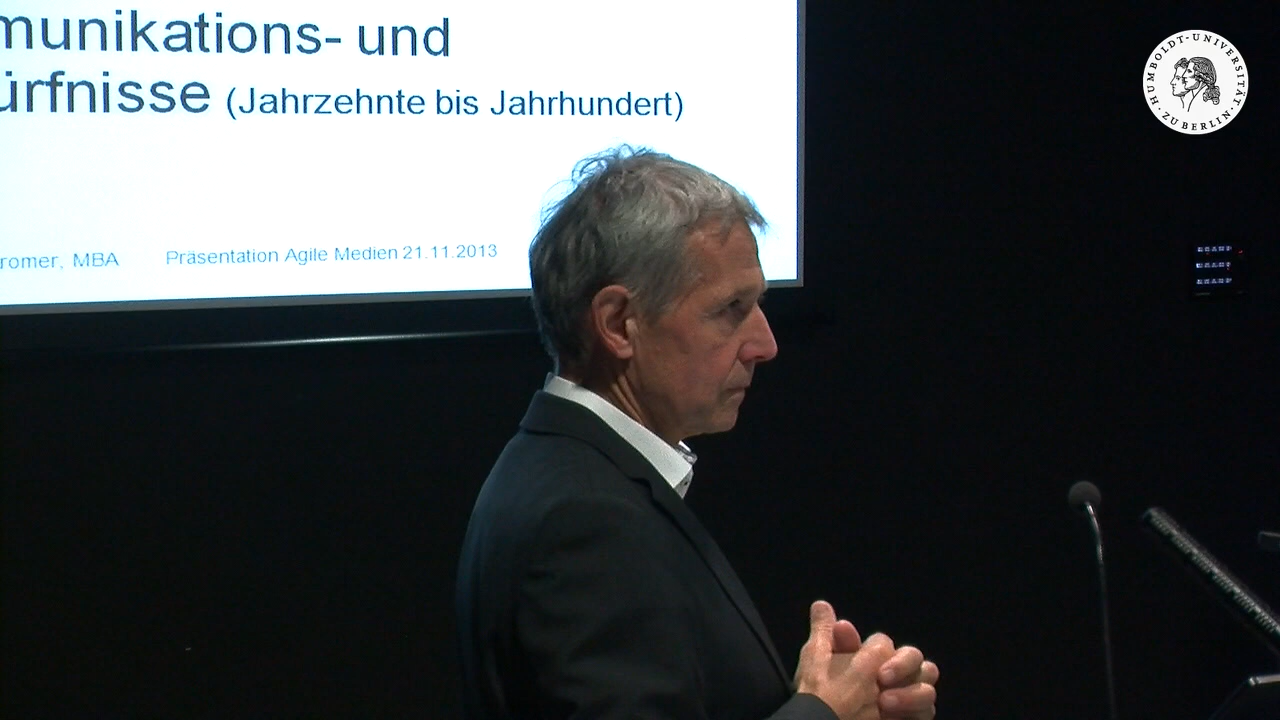 munikations- und
ürfnisse (Jahrzehnte bis Jahrhundert)
romer, MBA Präsentation Agile Medien 21.11.2013
HUMBOLDT-UNIVERSITÄT ZU BERLIN